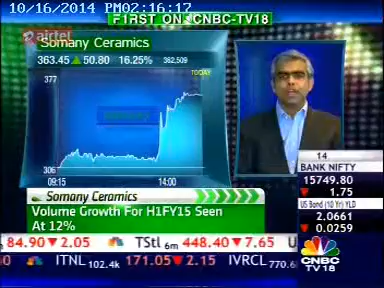 10/16/2014 PM02:16:17
airtel
FIRST ON CNBC-TV18
Somany Ceramics
363.45 ▲ 50.80 16.25% 362,509
377
TODAY
306
09:15 14:00
Somany Ceramics
Volume Growth For H1FY15 Seen
At 12%
14
BANK NIFTY
15749.80
▼ 1.75
US Bond (10 Yr) YLD
2.0661
▼ 0.0259
84.90 ▼ 2.05 TStl 6m 448.40 ▼ 7.65
ITNL 102.4k 171.05 ▼ 2.15 IVRCL 770.6
CNBC
TV18